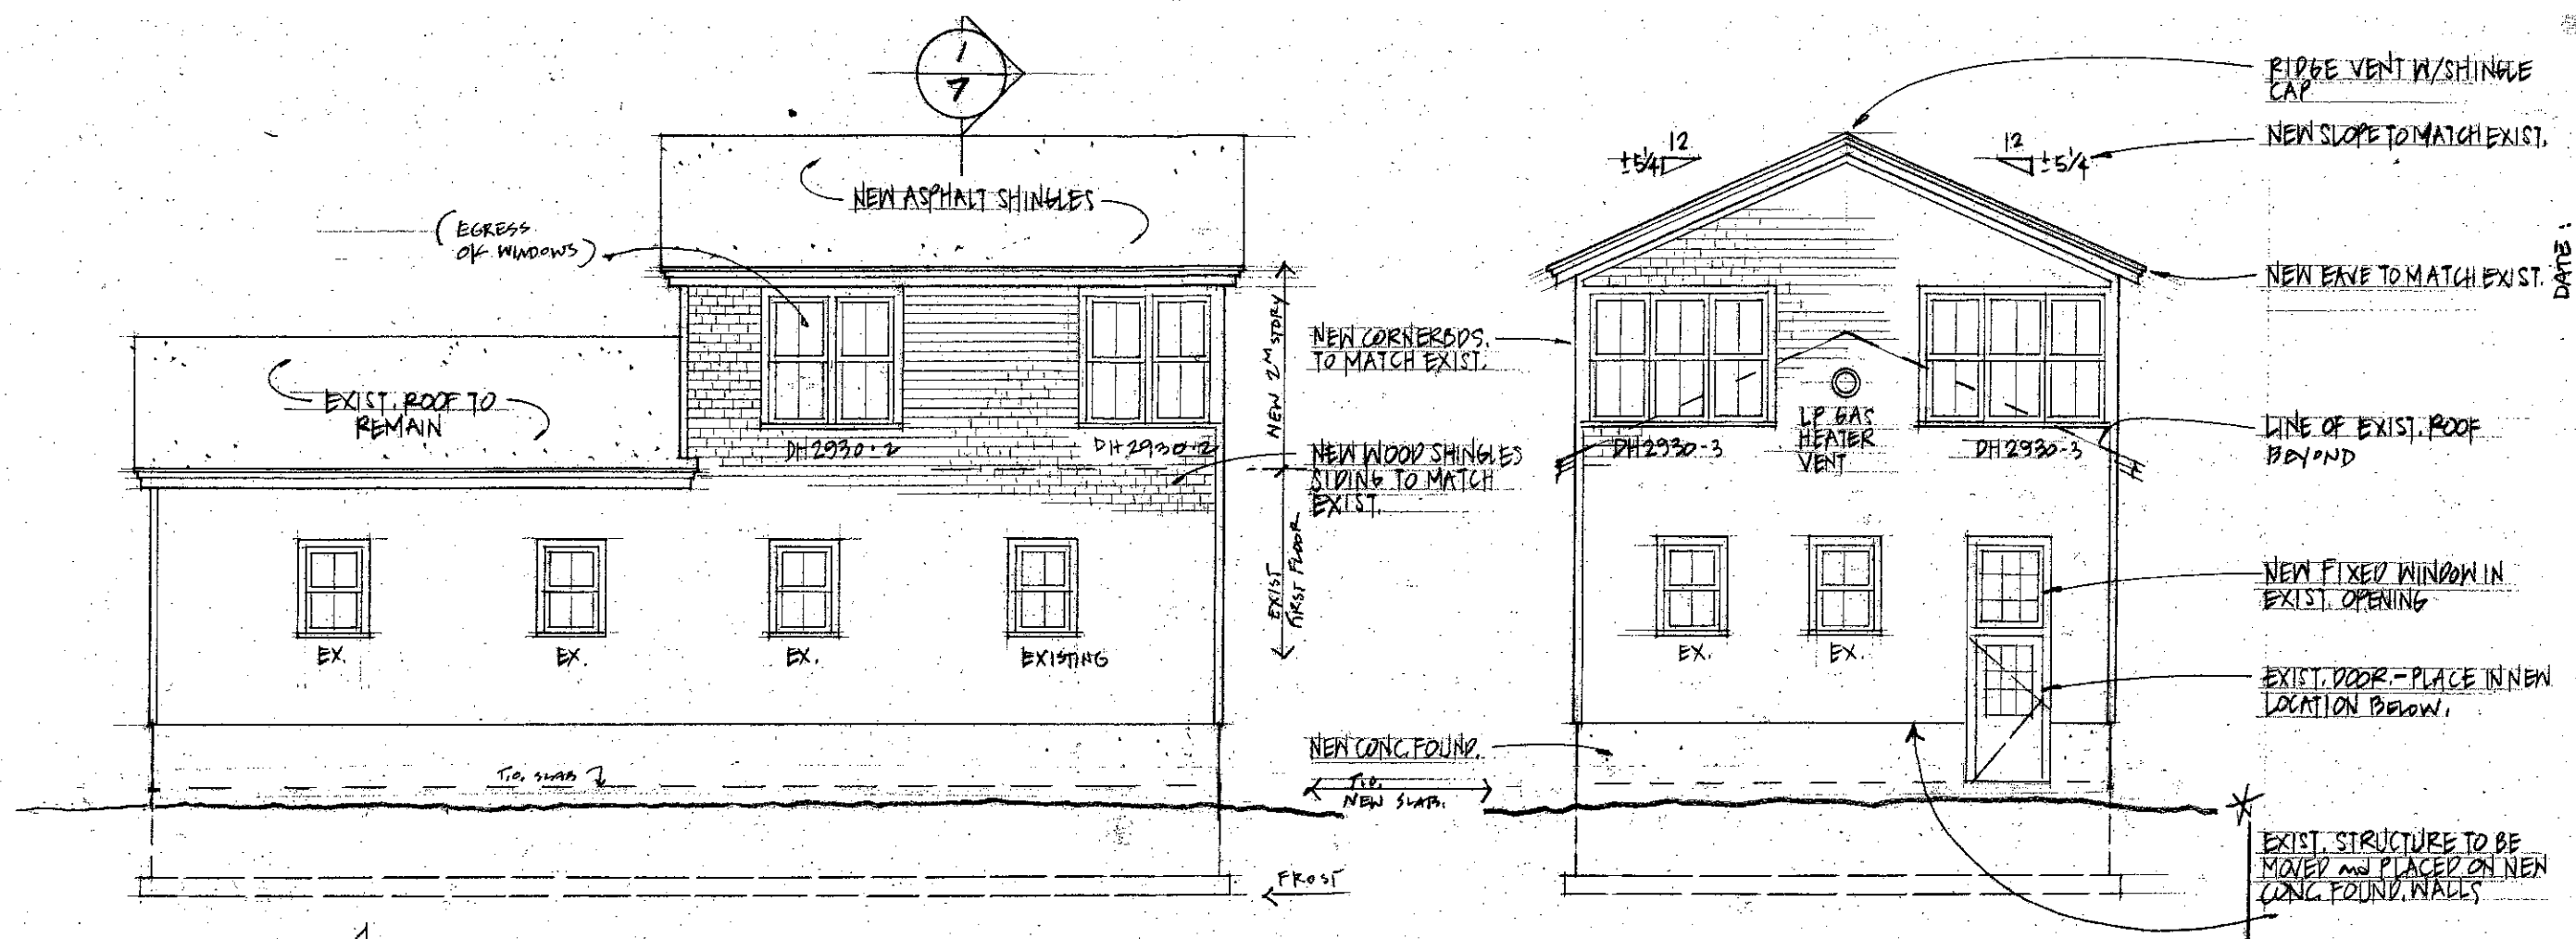 1
7
NEW ASPHALT SHINGLES
(EGRESS
OK WINDOWS)
EXIST. ROOF TO
REMAIN
DH2930-2
DH2930-2
NEW 2ND STORY
EXIST
FIRST FLOOR
EX.
EX.
EX.
EXISTING
T.O. SLAB
FROST
NEW CORNERBDS.
TO MATCH EXIST.
NEW WOOD SHINGLES
SIDING TO MATCH
EXIST.
NEW CONC. FOUND.
T.O.
NEW SLAB.
12
±5/4
12
±5/4
DH2930-3
LP GAS
HEATER
VENT
DH2930-3
EX.
EX.
RIDGE VENT W/SHINGLE
CAP
NEW SLOPE TO MATCH EXIST.
NEW EAVE TO MATCH EXIST.
DATE:
LINE OF EXIST. ROOF
BEYOND
NEW FIXED WINDOW IN
EXIST. OPENING
EXIST. DOOR.-PLACE IN NEW
LOCATION BELOW.
EXIST. STRUCTURE TO BE
MOVED and PLACED ON NEW
CONC. FOUND. WALLS